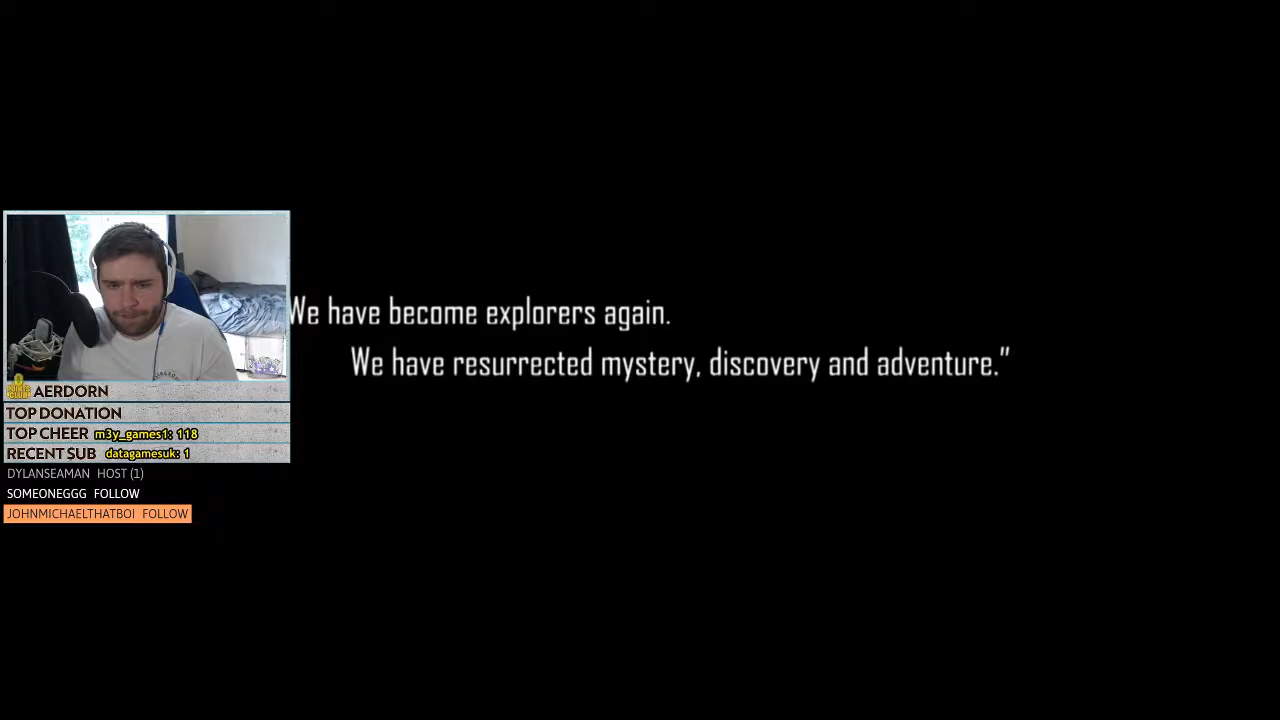 We have become explorers again.
We have resurrected mystery, discovery and adventure.”
AERDORN
TOP DONATION
TOP CHEER m3y_games1: 118
RECENT SUB datagamesuk: 1
DYLANSEAMAN HOST (1)
SOMEONEGGG FOLLOW
JOHNMICHAELTHATBOI FOLLOW